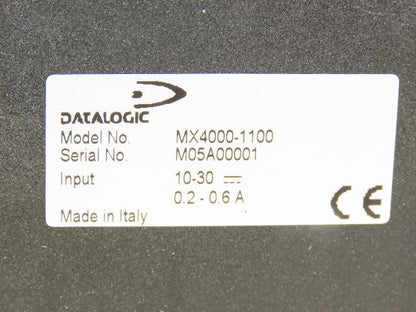 DATALOGIC
Model No. MX4000-1100
Serial No. M05A00001
Input 10-30 ⎓
0.2 - 0.6 A
Made in Italy CE